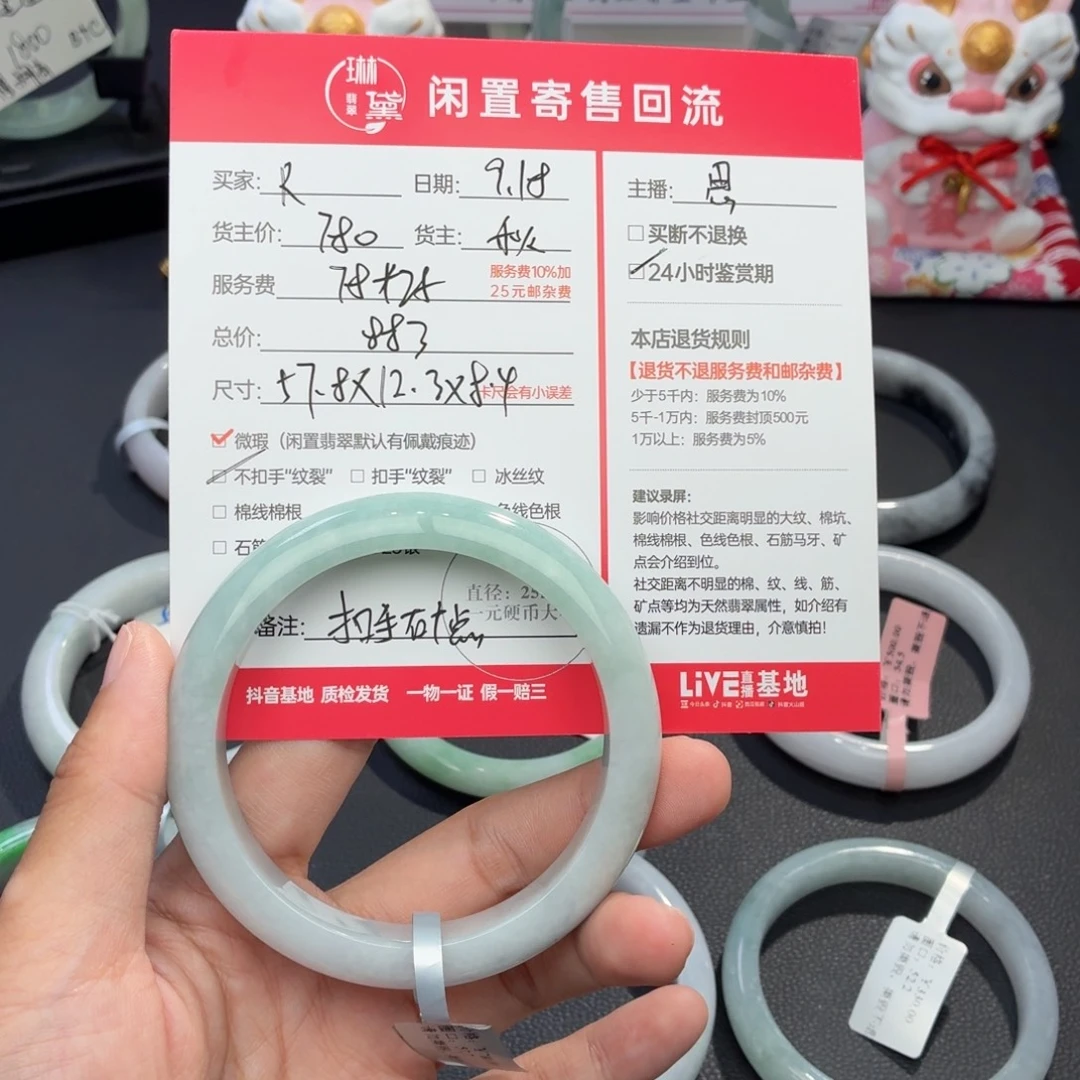 1800
琳黛
翡翠
闲置寄售回流
买家: R 日期: 9.18
货主价: 780 货主:
服务费 78+25 服务费10%加
25元邮杂费
总价: 883
尺寸: 57.8X12.3X8.4 卡尺会有小误差
☑微瑕（闲置翡翠默认有佩戴痕迹）
☑不扣手“纹裂” □扣手“纹裂” □冰丝纹
□棉线棉根 色线色根
□石筋
直径: 25
一元硬币大
备注: 扣手石点
抖音基地 质检发货 一物一证 假一赔三
主播: 恩
□买断不退换
☑24小时鉴赏期
本店退货规则
【退货不退服务费和邮杂费】
少于5千内：服务费为10%
5千-1万内：服务费封顶500元
1万以上：服务费为5%
建议录屏：
影响价格社交距离明显的大纹、棉坑、
棉线棉根、色线色根、石筋马牙、矿
点会介绍到位。
社交距离不明显的棉、纹、线、筋、
矿点等均为天然翡翠属性，如介绍有
遗漏不作为退货理由，介意慎拍！
LiVE直播基地